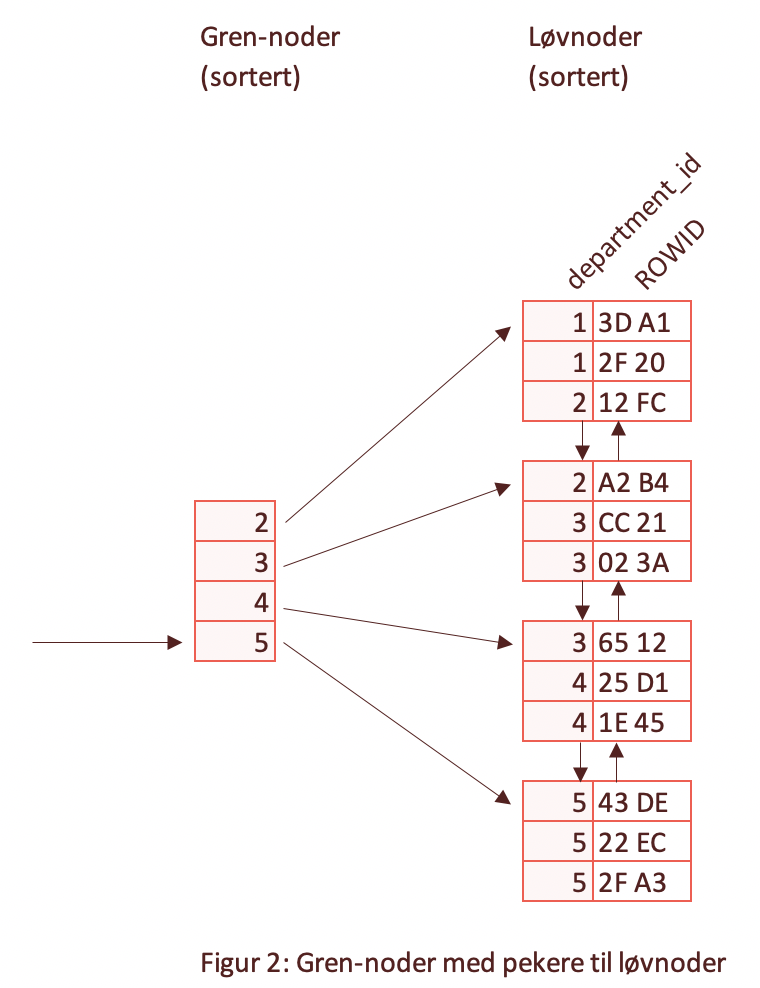 Gren-noder
(sortert)
Løvnoder
(sortert)
department_id
ROWID
1 3D A1
1 2F 20
2 12 FC
2 A2 B4
3 CC 21
3 02 3A
3 65 12
4 25 D1
4 1E 45
5 43 DE
5 22 EC
5 2F A3
2
3
4
5
Figur 2: Gren-noder med pekere til løvnoder